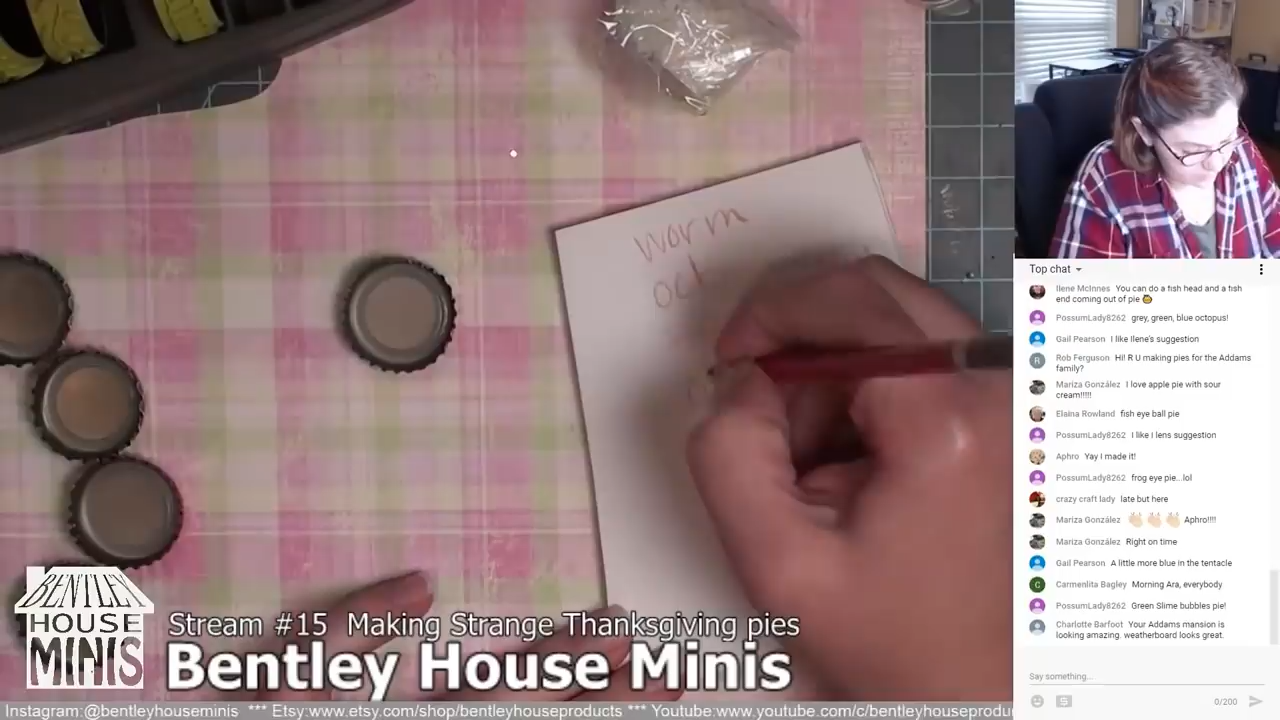 worm
oct
BENTLEY
HOUSE
MINIS
Stream #15 Making Strange Thanksgiving pies
Bentley House Minis
Instagram:@bentleyhouseminis *** Etsy:www.etsy.com/shop/bentleyhouseproducts *** Youtube:www.youtube.com/c/bentleyhouseprodu
Top chat
Ilene McInnes You can do a fish head and a fish
end coming out of pie
PossumLady8262 grey, green, blue octopus!
Gail Pearson I like Ilene's suggestion
R Rob Ferguson Hi! R U making pies for the Addams
family?
Mariza González I love apple pie with sour
cream!!!!!
Elaina Rowland fish eye ball pie
PossumLady8262 I like i lens suggestion
Aphro Yay I made it!
PossumLady8262 frog eye pie...lol
crazy craft lady late but here
Mariza González Aphro!!!!
Mariza González Right on time
Gail Pearson A little more blue in the tentacle
C Carmenlita Bagley Morning Ara, everybody
PossumLady8262 Green Slime bubbles pie!
Charlotte Barfoot Your Addams mansion is
looking amazing. weatherboard looks great.
Say something...
0/200